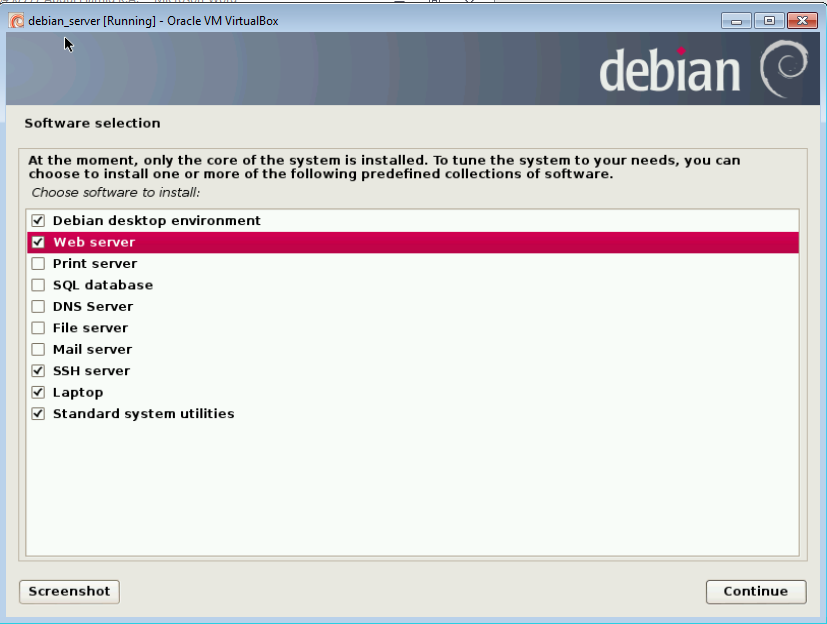 debian_server [Running] - Oracle VM VirtualBox
debian
Software selection
At the moment, only the core of the system is installed. To tune the system to your needs, you can
choose to install one or more of the following predefined collections of software.
Choose software to install:
Debian desktop environment
Web server
Print server
SQL database
DNS Server
File server
Mail server
SSH server
Laptop
Standard system utilities
Screenshot
Continue